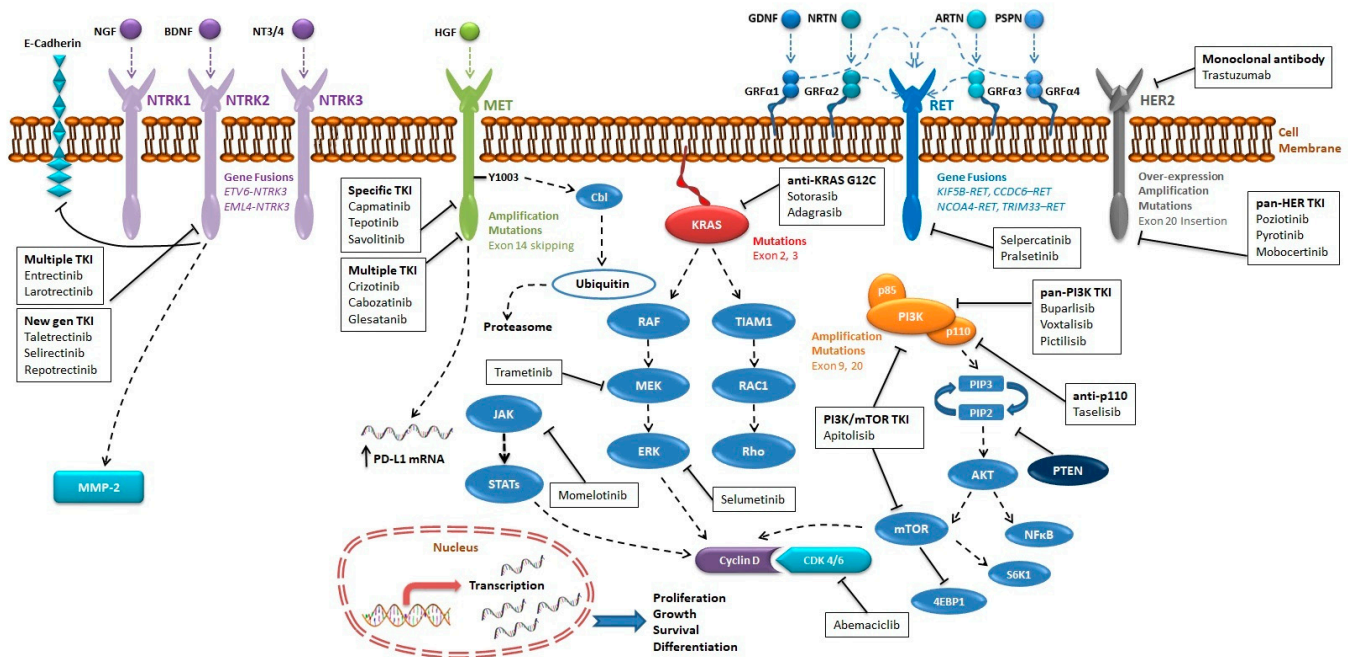 NGF
BDNF
NT3/4
HGF
GDNF
NRTN
ARTN
PSPN
E-Cadherin
NTRK1
NTRK2
NTRK3
MET
GRFα1
GRFα2
RET
GRFα3
GRFα4
HER2
Monoclonal antibody
Trastuzumab
Cell
Membrane
Gene Fusions
ETV6-NTRK3
EML4-NTRK3
Specific TKI
Capmatinib
Tepotinib
Savolitinib
Y1003
Cbl
Amplification
Mutations
Exon 14 skipping
KRAS
Mutations
Exon 2, 3
anti-KRAS G12C
Sotorasib
Adagrasib
Gene Fusions
KIF5B-RET, CCDC6–RET
NCOA4-RET, TRIM33–RET
Over-expression
Amplification
Mutations
Exon 20 Insertion
pan-HER TKI
Poziotinib
Pyrotinib
Mobocertinib
Selpercatinib
Pralsetinib
Multiple TKI
Entrectinib
Larotrectinib
New gen TKI
Taletrectinib
Selirectinib
Repotrectinib
Multiple TKI
Crizotinib
Cabozatinib
Glesatanib
Ubiquitin
Proteasome
RAF
TIAM1
p85
PI3K
p110
pan-PI3K TKI
Buparlisib
Voxtalisib
Pictilisib
Amplification
Mutations
Exon 9, 20
Trametinib
MEK
RAC1
PIP3
PIP2
anti-p110
Taselisib
JAK
PI3K/mTOR TKI
Apitolisib
PD-L1 mRNA
ERK
Rho
AKT
PTEN
MMP-2
STATs
Momelotinib
Selumetinib
mTOR
NFκB
Nucleus
Transcription
Cyclin D
CDK 4/6
S6K1
4EBP1
Proliferation
Growth
Survival
Differentiation
Abemaciclib